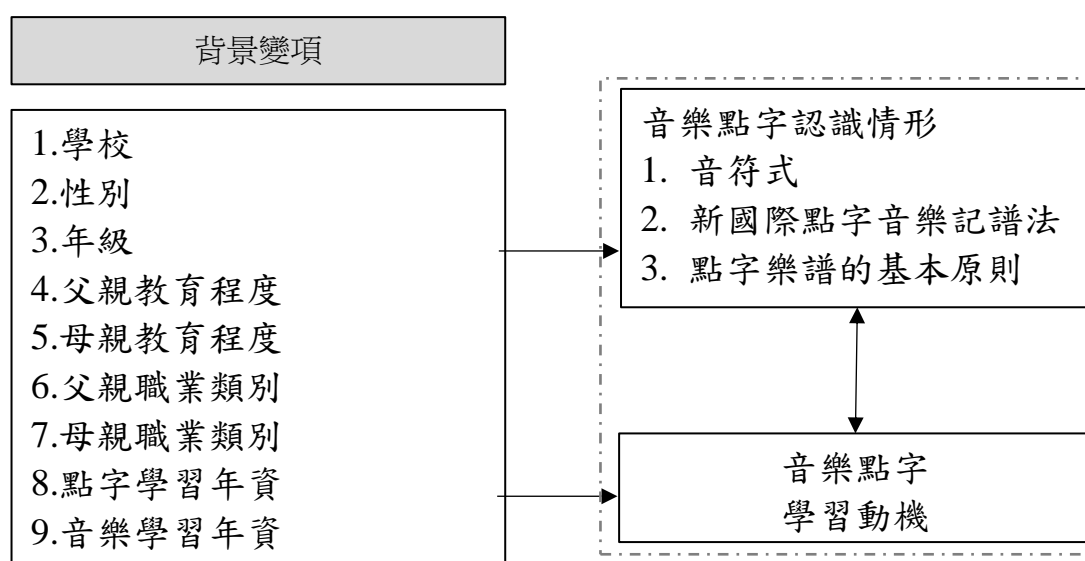 背景變項
1.學校
2.性別
3.年級
4.父親教育程度
5.母親教育程度
6.父親職業類別
7.母親職業類別
8.點字學習年資
9.音樂學習年資
音樂點字認識情形
1. 音符式
2. 新國際點字音樂記譜法
3. 點字樂譜的基本原則
音樂點字
學習動機